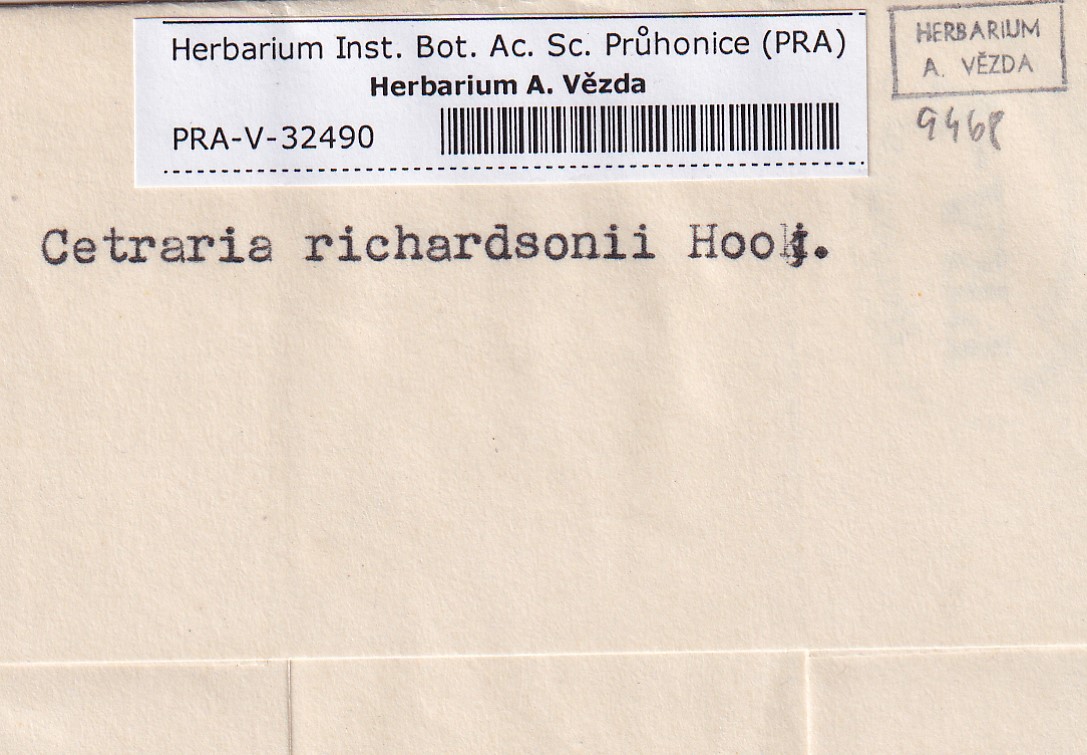 Herbarium Inst. Bot. Ac. Sc. Průhonice (PRA)
Herbarium A. Vězda
PRA-V-32490
HERBARIUM
A. VĚZDA
9468
Cetraria richardsonii Hook.